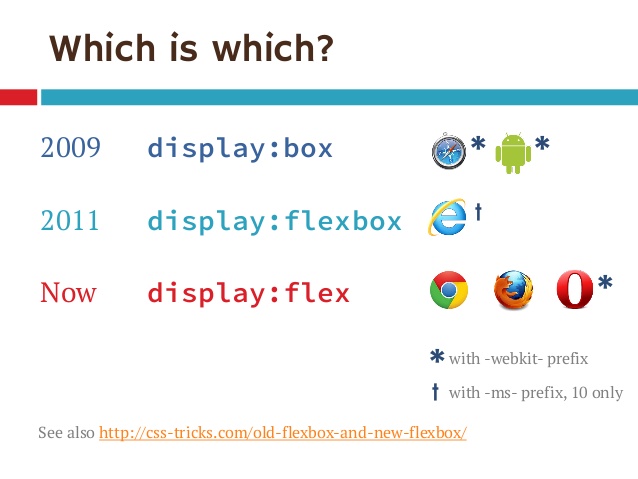 Which is which?
2009 display:box * *
2011 display:flexbox †
Now display:flex *
* with -webkit- prefix
† with -ms- prefix, 10 only
See also http://css-tricks.com/old-flexbox-and-new-flexbox/